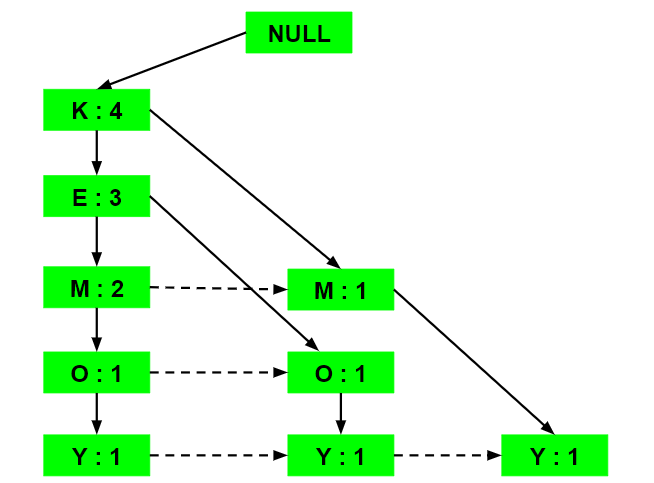 NULL
K : 4
E : 3
M : 2
M : 1
O : 1
O : 1
Y : 1
Y : 1
Y : 1